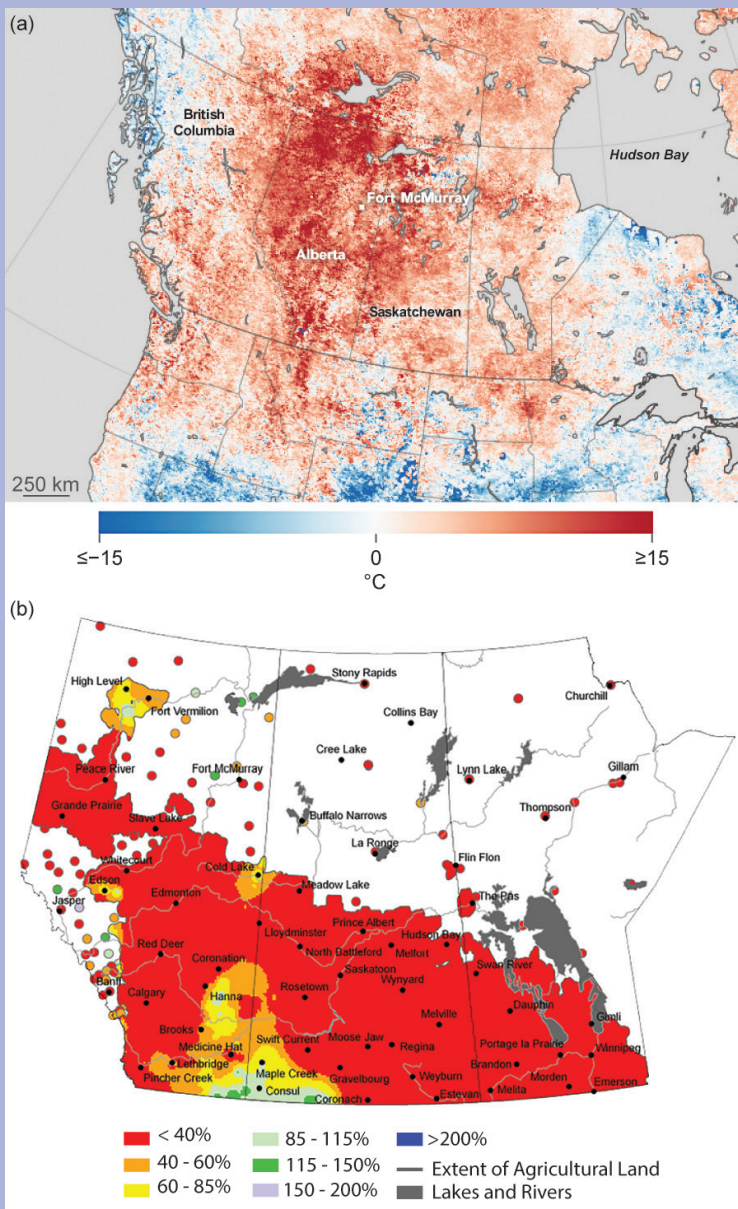 (a)
British
Columbia
Hudson Bay
Fort McMurray
Alberta
Saskatchewan
250 km
≤−15
0
≥15
°C
(b)
Stony Rapids
High Level
Churchill
Fort Vermilion
Collins Bay
Cree Lake
Peace River
Fort McMurray
Lynn Lake
Gillam
Grande Prairie
Thompson
Slave Lake
Buffalo Narrows
La Ronge
Whitecourt
Flin Flon
Cold Lake
Edson
Meadow Lake
Jasper
Edmonton
The Pas
Lloydminster
Prince Albert
Hudson Bay
Red Deer
North Battleford
Melfort
Coronation
Saskatoon
Swan River
Banff
Hanna
Rosetown
Wynyard
Calgary
Dauphin
Melville
Gimli
Brooks
Swift Current
Moose Jaw
Regina
Portage la Prairie
Winnipeg
Medicine Hat
Lethbridge
Maple Creek
Gravelbourg
Weyburn
Brandon
Morden
Pincher Creek
Consul
Coronach
Estevan
Melita
Emerson
< 40%
85 - 115%
>200%
40 - 60%
115 - 150%
Extent of Agricultural Land
60 - 85%
150 - 200%
Lakes and Rivers